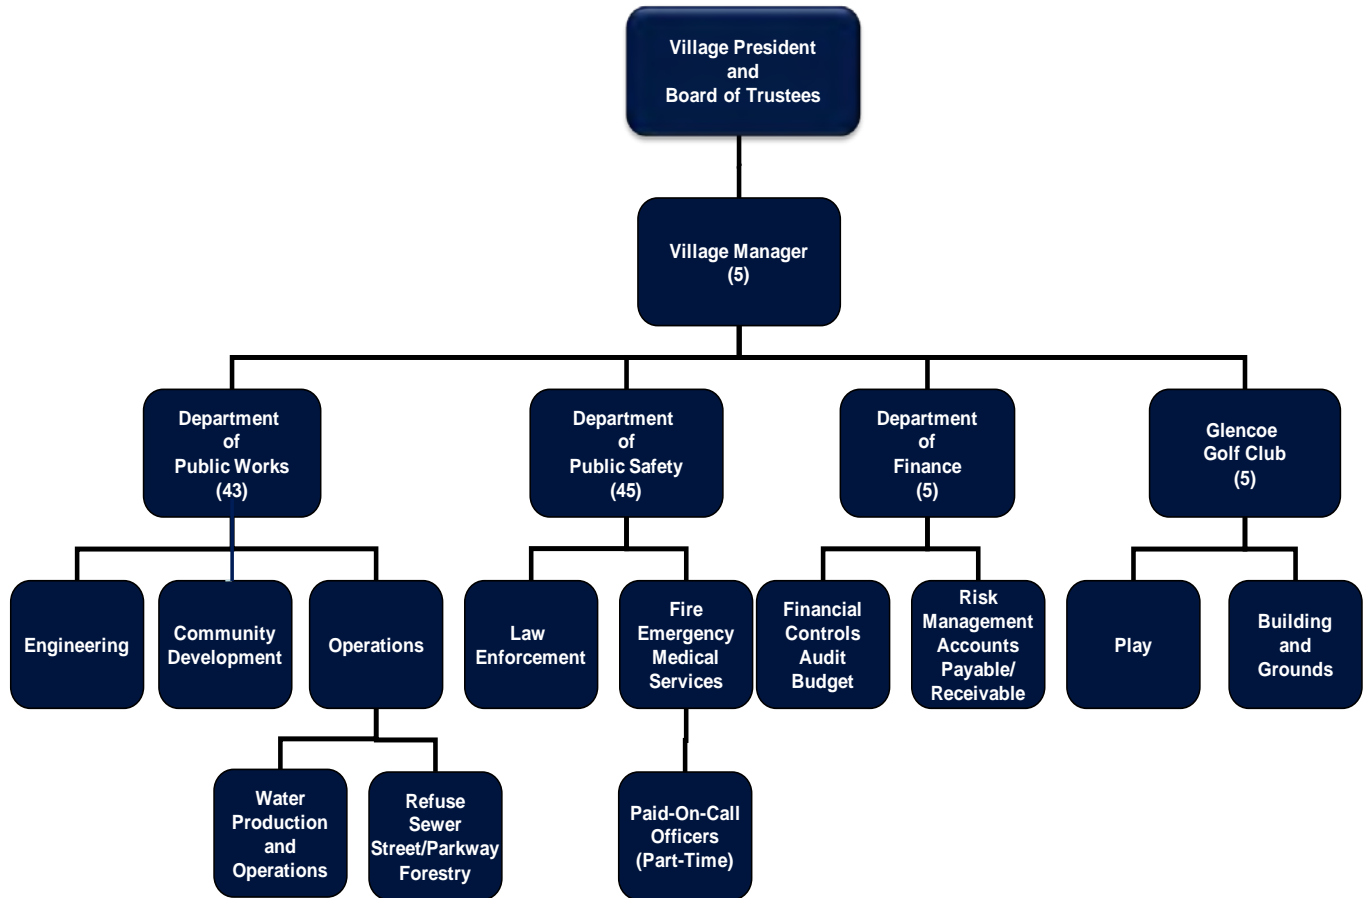 Village President
and
Board of Trustees
Village Manager
(5)
Department
of
Public Works
(43)
Department
of
Public Safety
(45)
Department
of
Finance
(5)
Glencoe
Golf Club
(5)
Engineering
Community
Development
Operations
Law
Enforcement
Fire
Emergency
Medical
Services
Financial
Controls
Audit
Budget
Risk
Management
Accounts
Payable/
Receivable
Play
Building
and
Grounds
Water
Production
and
Operations
Refuse
Sewer
Street/Parkway
Forestry
Paid-On-Call
Officers
(Part-Time)